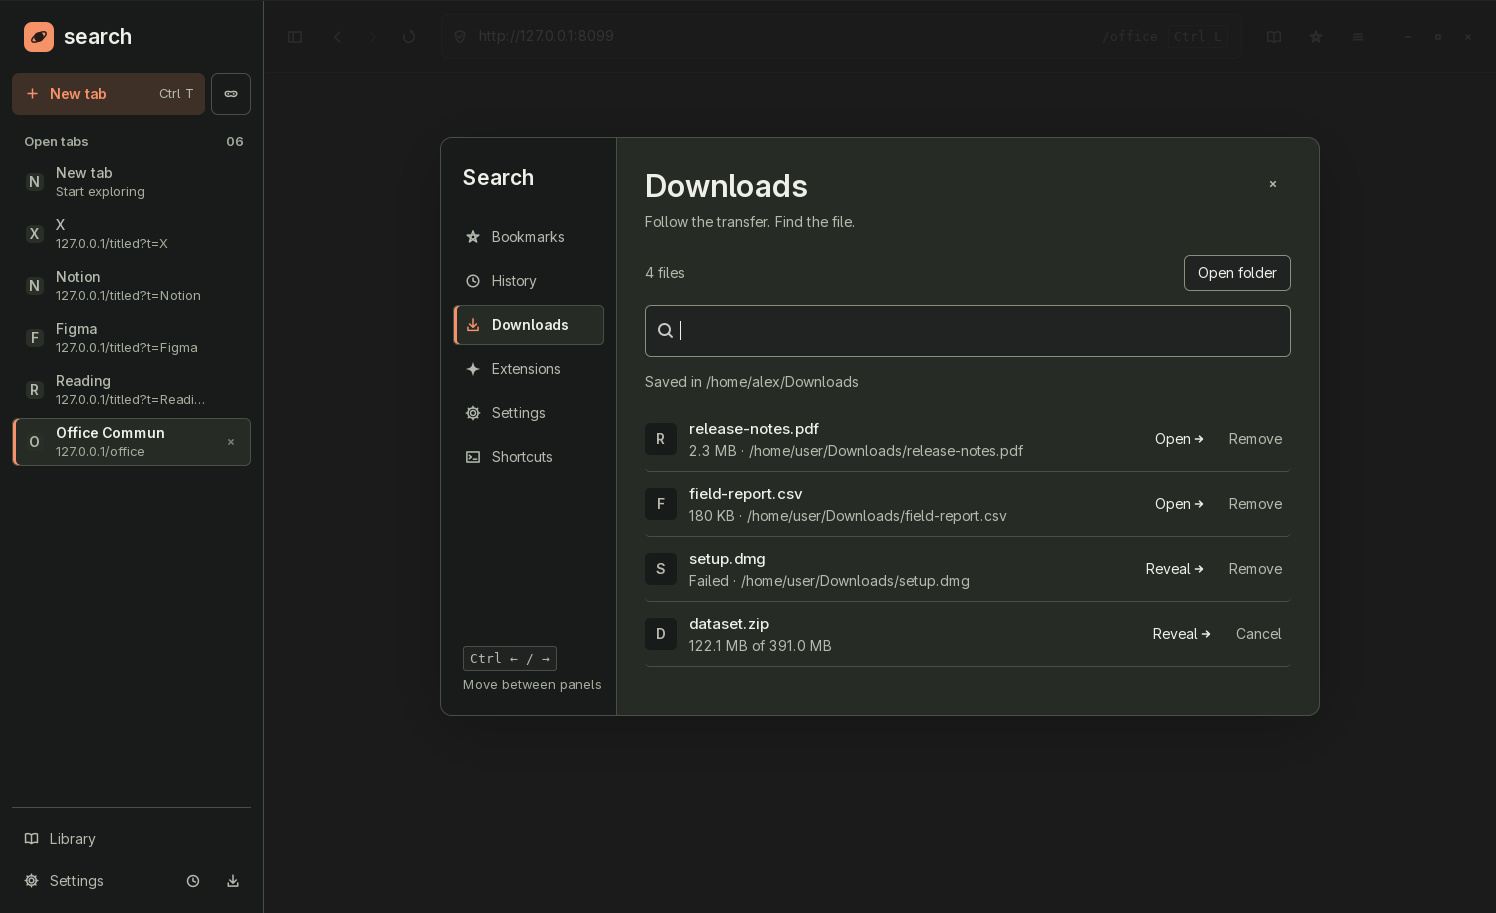 search
New tab Ctrl T
Open tabs 06
N New tab
Start exploring
X X
127.0.0.1/titled?t=X
N Notion
127.0.0.1/titled?t=Notion
F Figma
127.0.0.1/titled?t=Figma
R Reading
127.0.0.1/titled?t=Readi…
O Office Commun
127.0.0.1/office
Library
Settings
http://127.0.0.1:8099 /office Ctrl L
Search
Bookmarks
History
Downloads
Extensions
Settings
Shortcuts
Ctrl ← / →
Move between panels
Downloads
Follow the transfer. Find the file.
4 files Open folder
Saved in /home/alex/Downloads
R release-notes.pdf
2.3 MB · /home/user/Downloads/release-notes.pdf
Open → Remove
F field-report.csv
180 KB · /home/user/Downloads/field-report.csv
Open → Remove
S setup.dmg
Failed · /home/user/Downloads/setup.dmg
Reveal → Remove
D dataset.zip
122.1 MB of 391.0 MB
Reveal → Cancel